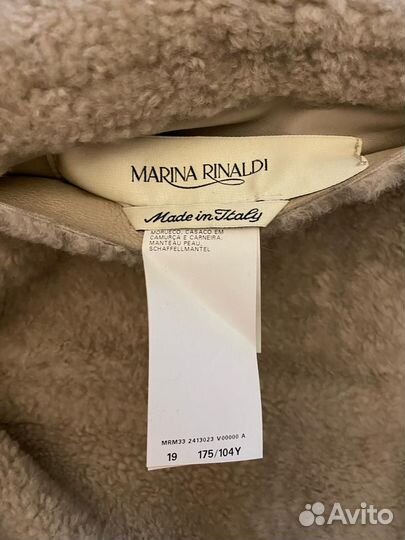 MARINA RINALDI
Made in Italy
MORUECO, CASACO EM
CAMURÇA E CARNEIRA,
MANTEAU PEAU,
SCHAFFELLMANTEL
MRM33 2413023 V00000 A
19 175/104Y
Avito